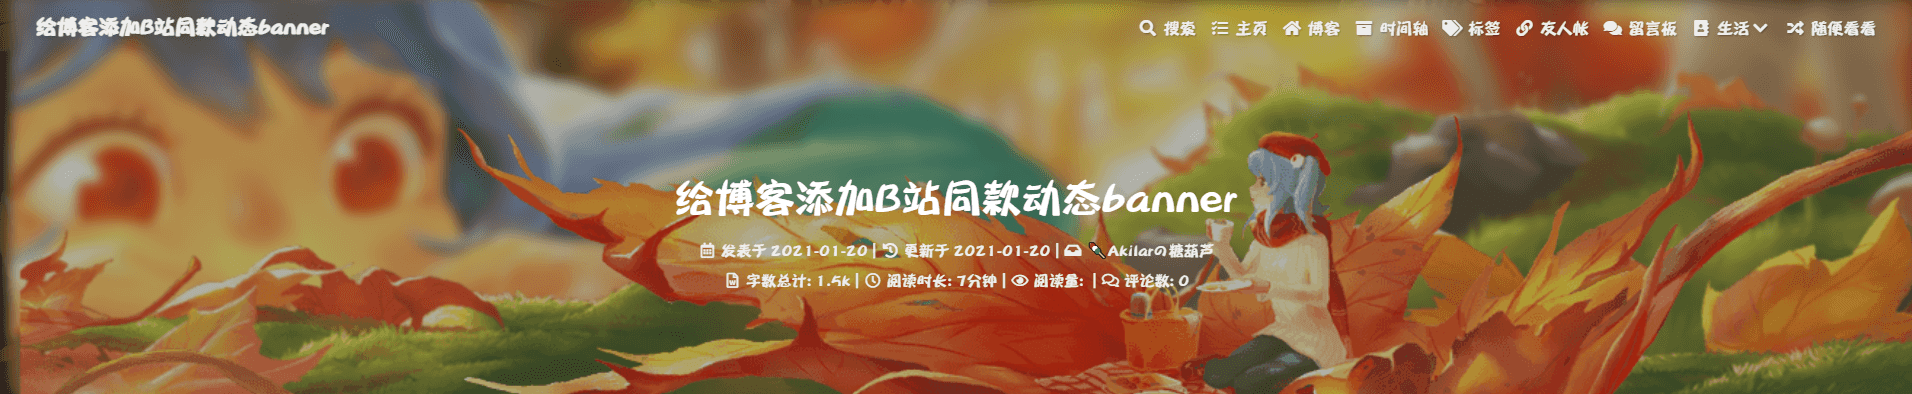 给博客添加B站同款动态banner 搜索 主页 博客 时间轴 标签 友人帐 留言板 生活 随便看看
给博客添加B站同款动态banner
发表于 2021-01-20 | 更新于 2021-01-20 | Akilarの糖葫芦
字数总计: 1.5k | 阅读时长: 7分钟 | 阅读量: | 评论数: 0